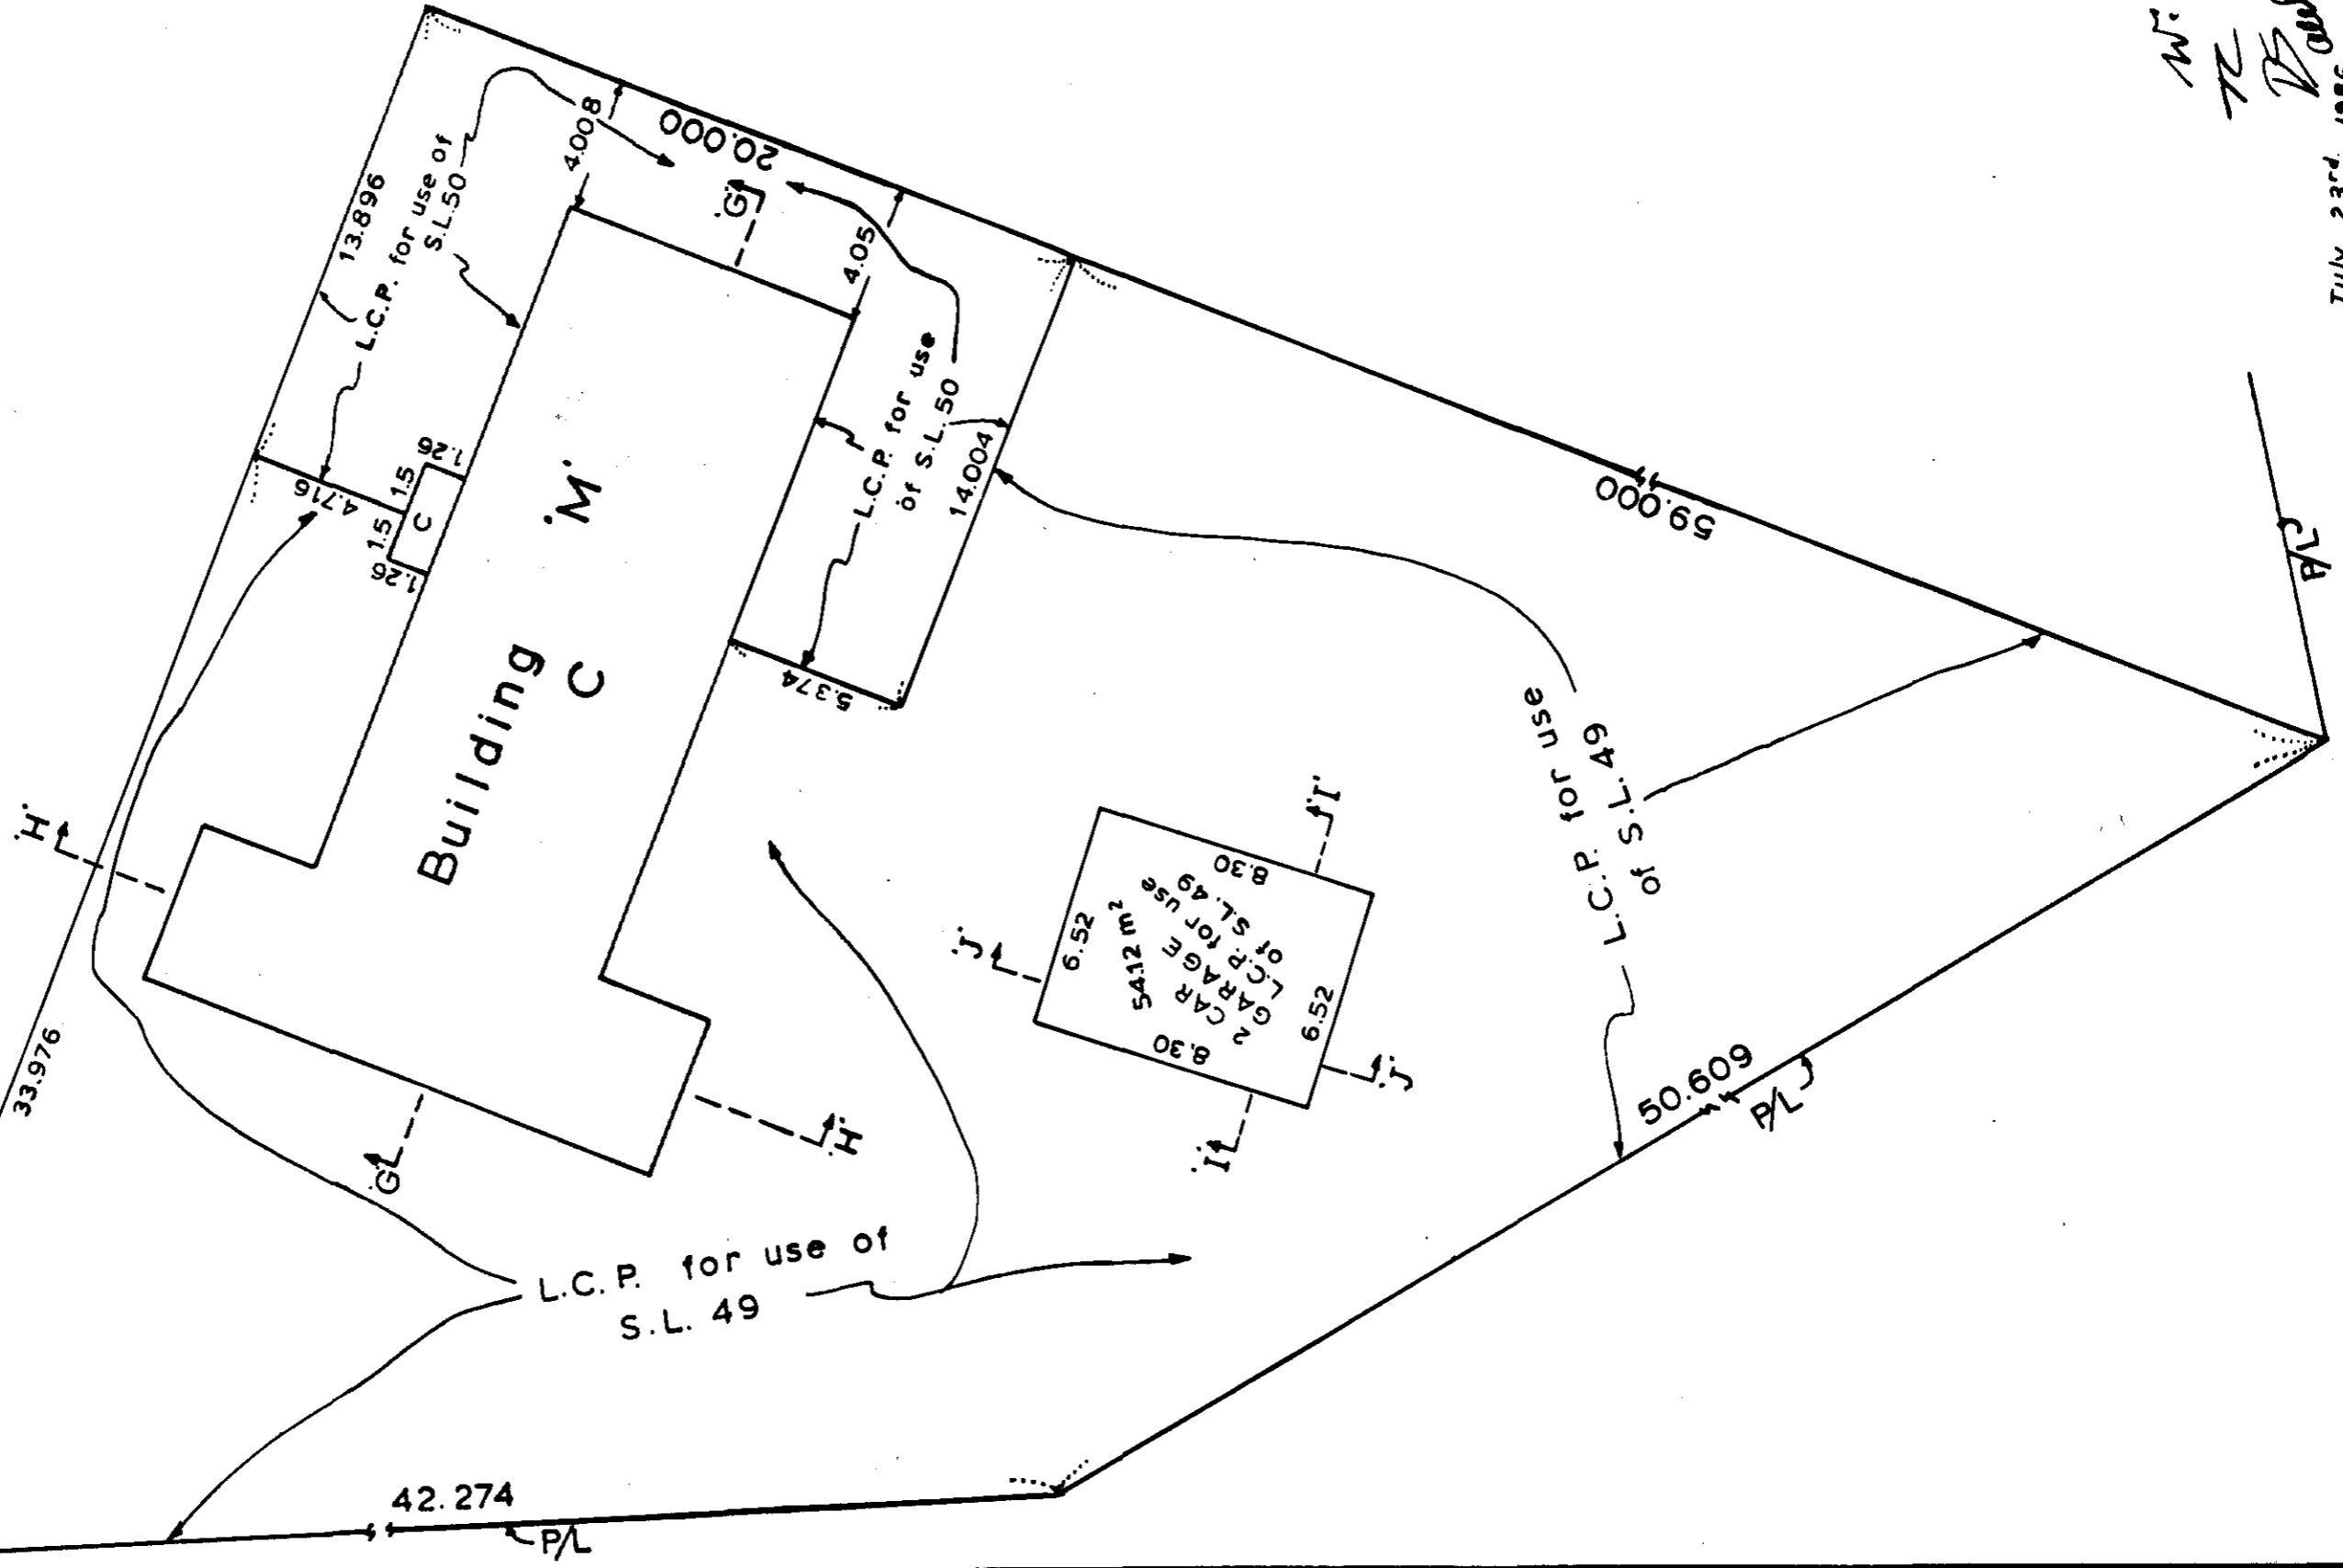 4.008
20.000
13.896
L.C.P. for use of
S.L.50
'G'
4.05
L.C.P. for use
of S.L.50
14.004
59.000
P/L
4.716
1.5
1.26
1.5
1.26
C
Building
C 'M'
5.374
L.C.P. for use
of S.L. 49
'H'
'I'
8.30
6.52
54.12 m²
2 CAR
GARAGE
L.C.P. for use
of S.L. 49
8.30
6.52
'J'
'J'
33.976
'G'
'H'
'I'
50.609
P/L
L.C.P. for use of
S.L. 49
42.274
P/L
W.
July 23rd, 1986